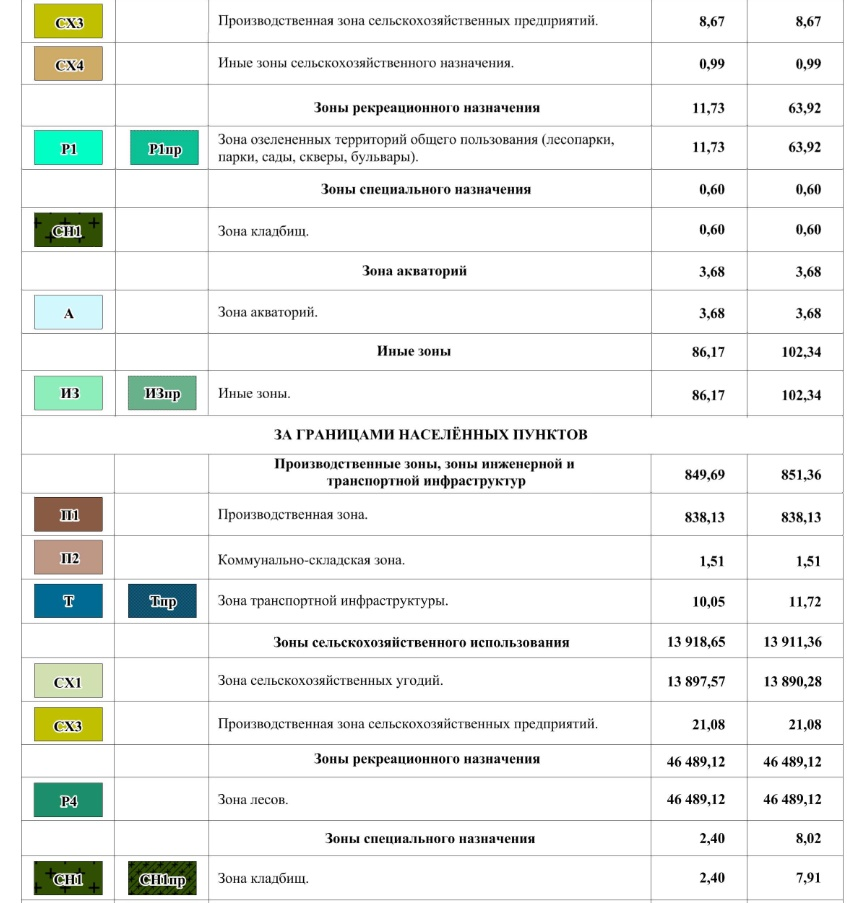 СХ3 Производственная зона сельскохозяйственных предприятий. 8,67 8,67
СХ4 Иные зоны сельскохозяйственного назначения. 0,99 0,99
Зоны рекреационного назначения 11,73 63,92
Р1 Р1пр Зона озелененных территорий общего пользования (лесопарки,
парки, сады, скверы, бульвары). 11,73 63,92
Зоны специального назначения 0,60 0,60
СН1 Зона кладбищ. 0,60 0,60
Зона акваторий 3,68 3,68
А Зона акваторий. 3,68 3,68
Иные зоны 86,17 102,34
ИЗ ИЗпр Иные зоны. 86,17 102,34
ЗА ГРАНИЦАМИ НАСЕЛЁННЫХ ПУНКТОВ
Производственные зоны, зоны инженерной и
транспортной инфраструктур 849,69 851,36
П1 Производственная зона. 838,13 838,13
П2 Коммунально-складская зона. 1,51 1,51
Т Тпр Зона транспортной инфраструктуры. 10,05 11,72
Зоны сельскохозяйственного использования 13 918,65 13 911,36
СХ1 Зона сельскохозяйственных угодий. 13 897,57 13 890,28
СХ3 Производственная зона сельскохозяйственных предприятий. 21,08 21,08
Зоны рекреационного назначения 46 489,12 46 489,12
Р4 Зона лесов. 46 489,12 46 489,12
Зоны специального назначения 2,40 8,02
СН1 СН1пр Зона кладбищ. 2,40 7,91